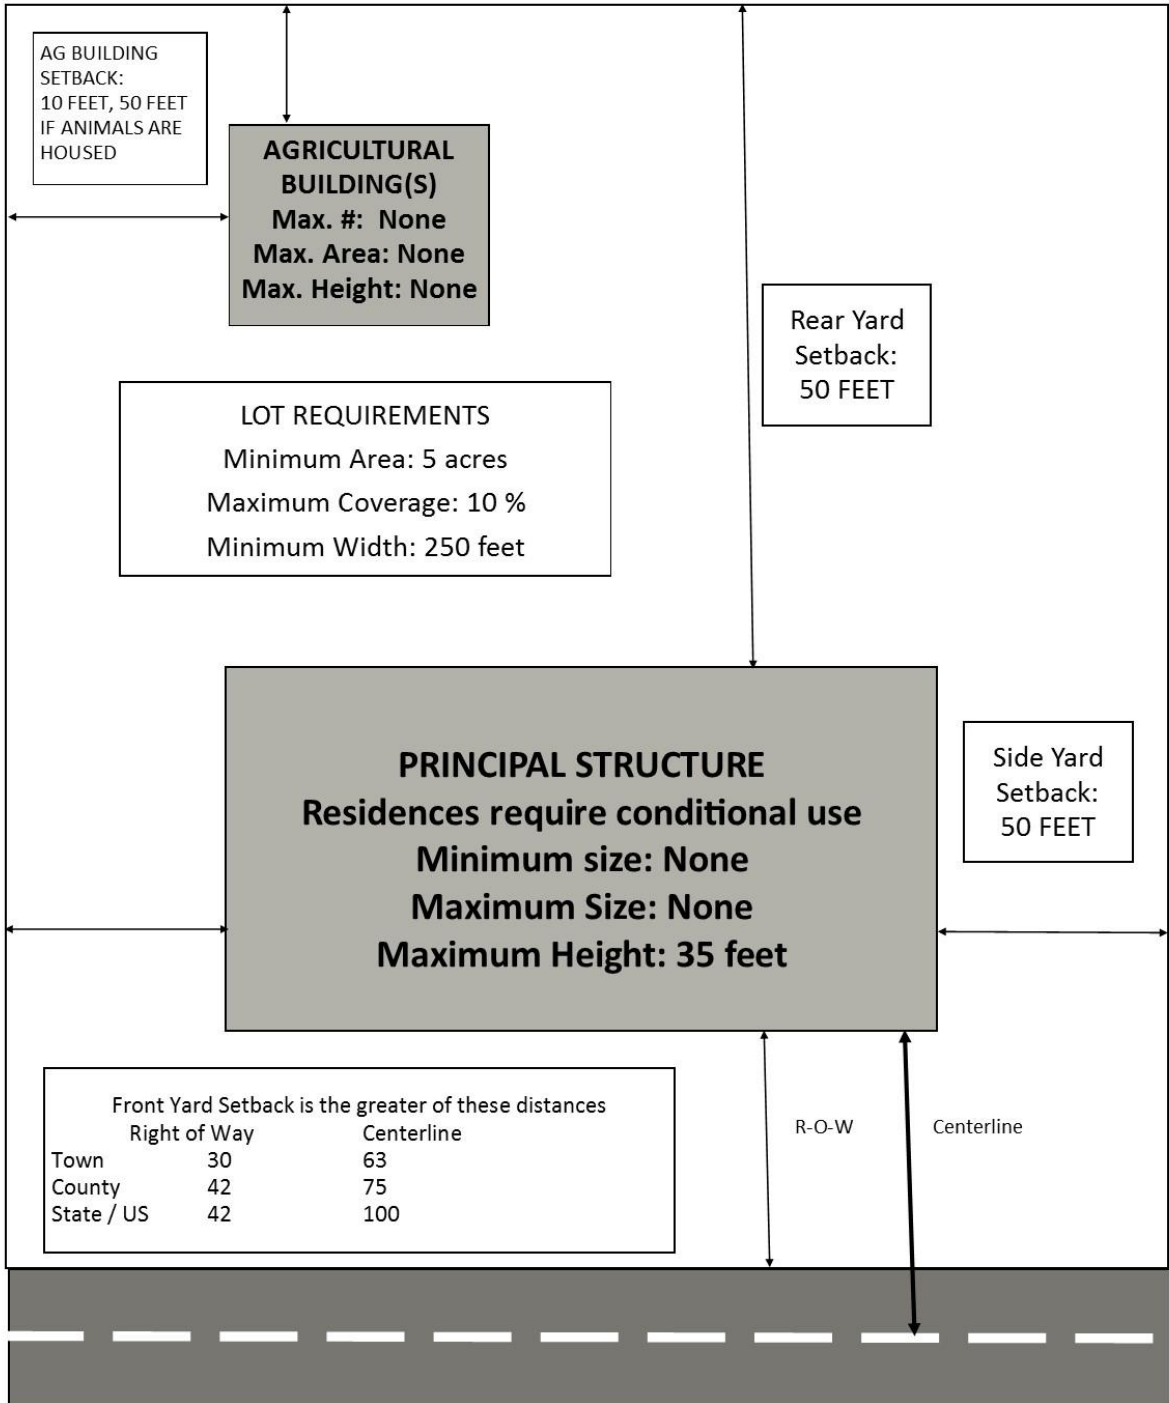 AG BUILDING
SETBACK:
10 FEET, 50 FEET
IF ANIMALS ARE
HOUSED
AGRICULTURAL
BUILDING(S)
Max. #: None
Max. Area: None
Max. Height: None
Rear Yard
Setback:
50 FEET
LOT REQUIREMENTS
Minimum Area: 5 acres
Maximum Coverage: 10 %
Minimum Width: 250 feet
PRINCIPAL STRUCTURE
Residences require conditional use
Minimum size: None
Maximum Size: None
Maximum Height: 35 feet
Side Yard
Setback:
50 FEET
Front Yard Setback is the greater of these distances
Right of Way Centerline
Town 30 63
County 42 75
State / US 42 100
R-O-W
Centerline